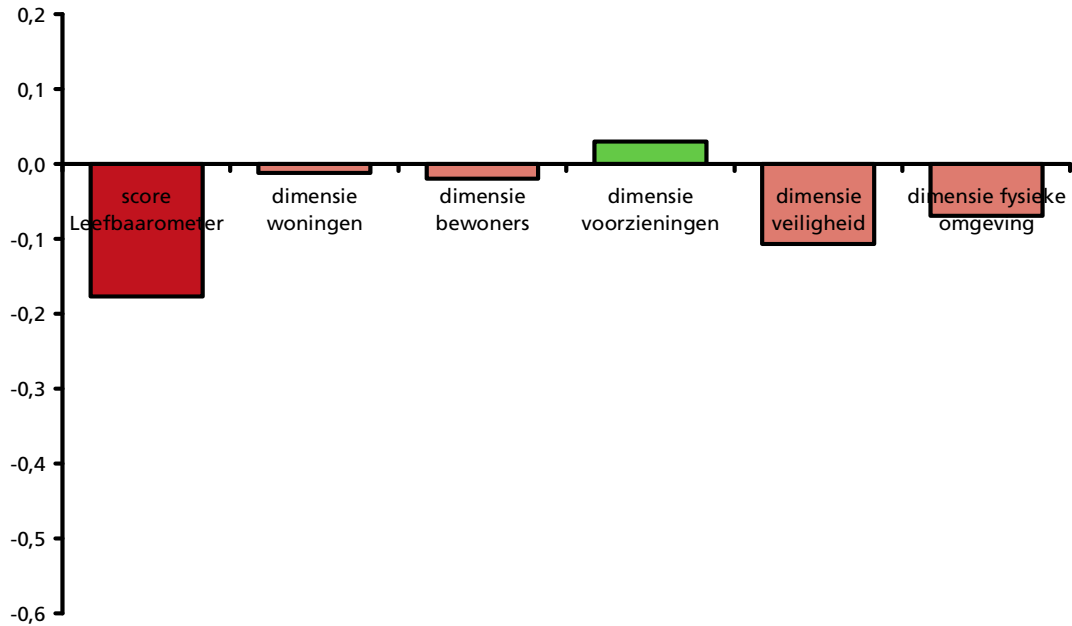 0,2
0,1
0,0
-0,1
-0,2
-0,3
-0,4
-0,5
-0,6
score
Leefbaarometer
dimensie
woningen
dimensie
bewoners
dimensie
voorzieningen
dimensie
veiligheid
dimensie fysieke
omgeving